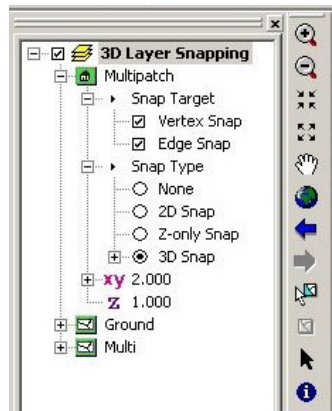 3D Layer Snapping
Multipatch
Snap Target
Vertex Snap
Edge Snap
Snap Type
None
2D Snap
Z-only Snap
3D Snap
xy 2.000
z 1.000
Ground
Multi